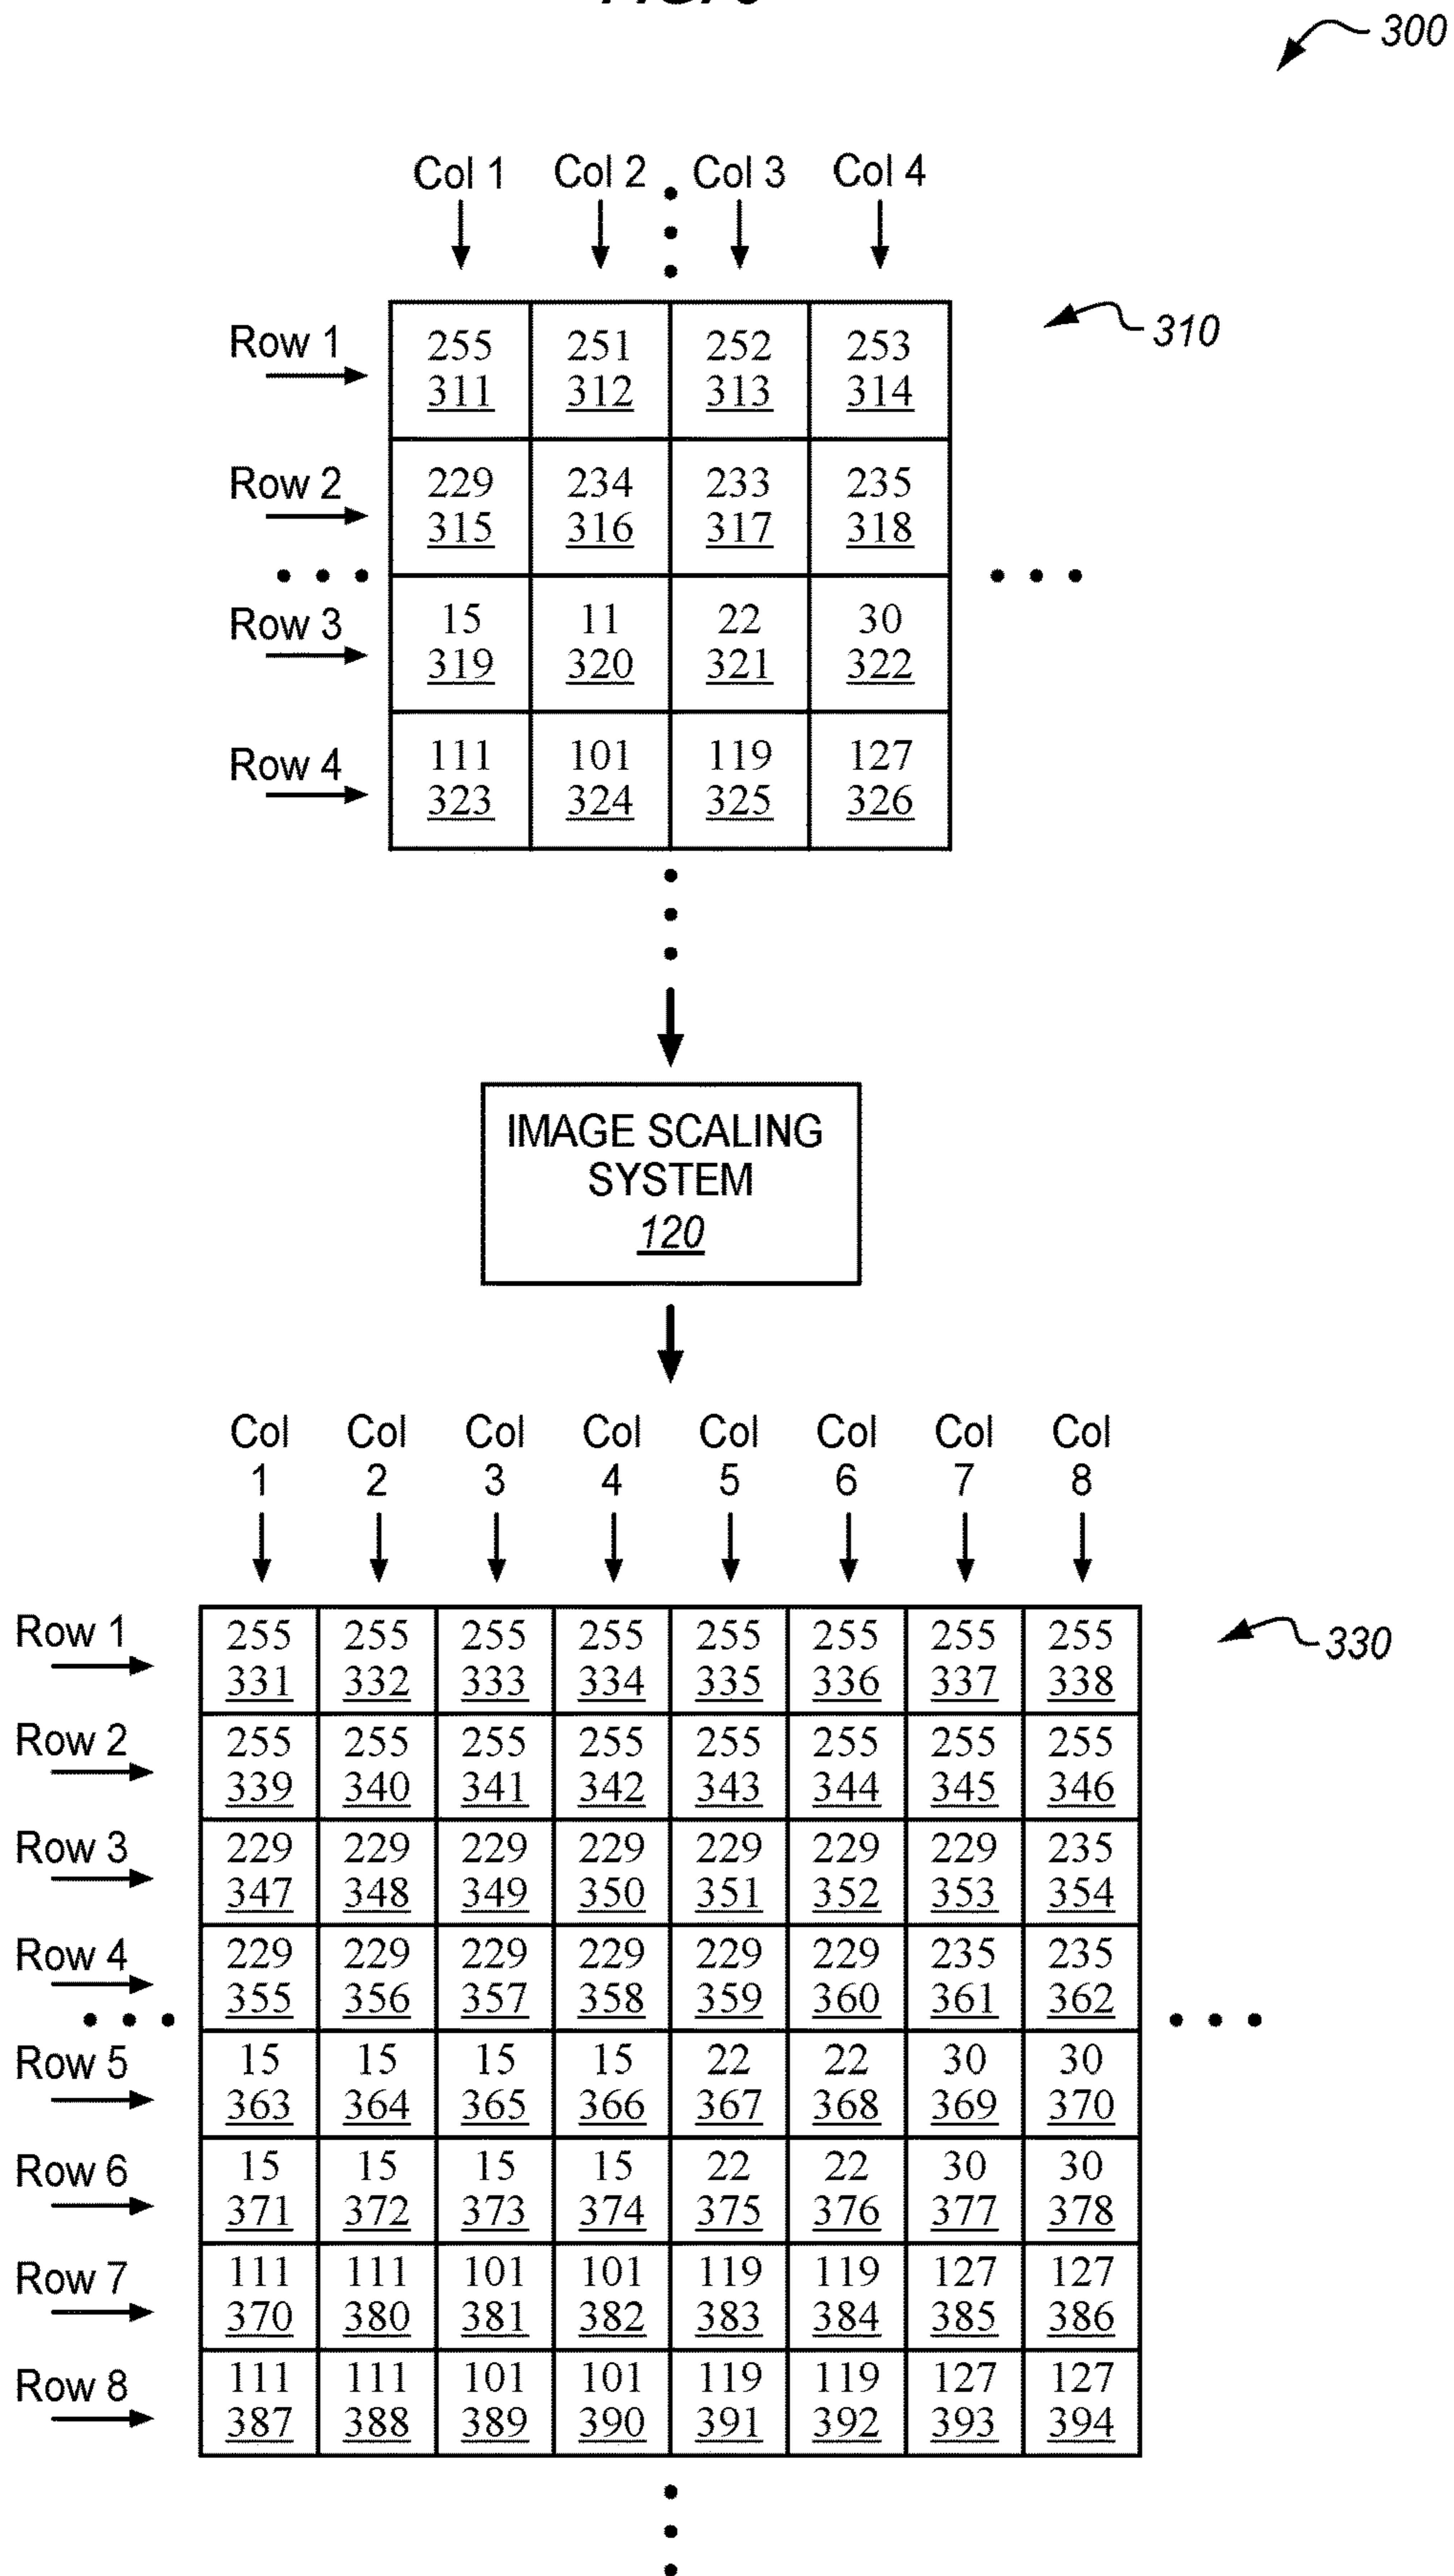 300
Col 1 Col 2 Col 3 Col 4
310
Row 1 255 251 252 253
311 312 313 314
Row 2 229 234 233 235
315 316 317 318
Row 3 15 11 22 30
319 320 321 322
Row 4 111 101 119 127
323 324 325 326
IMAGE SCALING
SYSTEM
120
Col Col Col Col Col Col Col Col
1 2 3 4 5 6 7 8
330
Row 1 255 255 255 255 255 255 255 255
331 332 333 334 335 336 337 338
Row 2 255 255 255 255 255 255 255 255
339 340 341 342 343 344 345 346
Row 3 229 229 229 229 229 229 229 235
347 348 349 350 351 352 353 354
Row 4 229 229 229 229 229 229 235 235
355 356 357 358 359 360 361 362
Row 5 15 15 15 15 22 22 30 30
363 364 365 366 367 368 369 370
Row 6 15 15 15 15 22 22 30 30
371 372 373 374 375 376 377 378
Row 7 111 111 101 101 119 119 127 127
370 380 381 382 383 384 385 386
Row 8 111 111 101 101 119 119 127 127
387 388 389 390 391 392 393 394